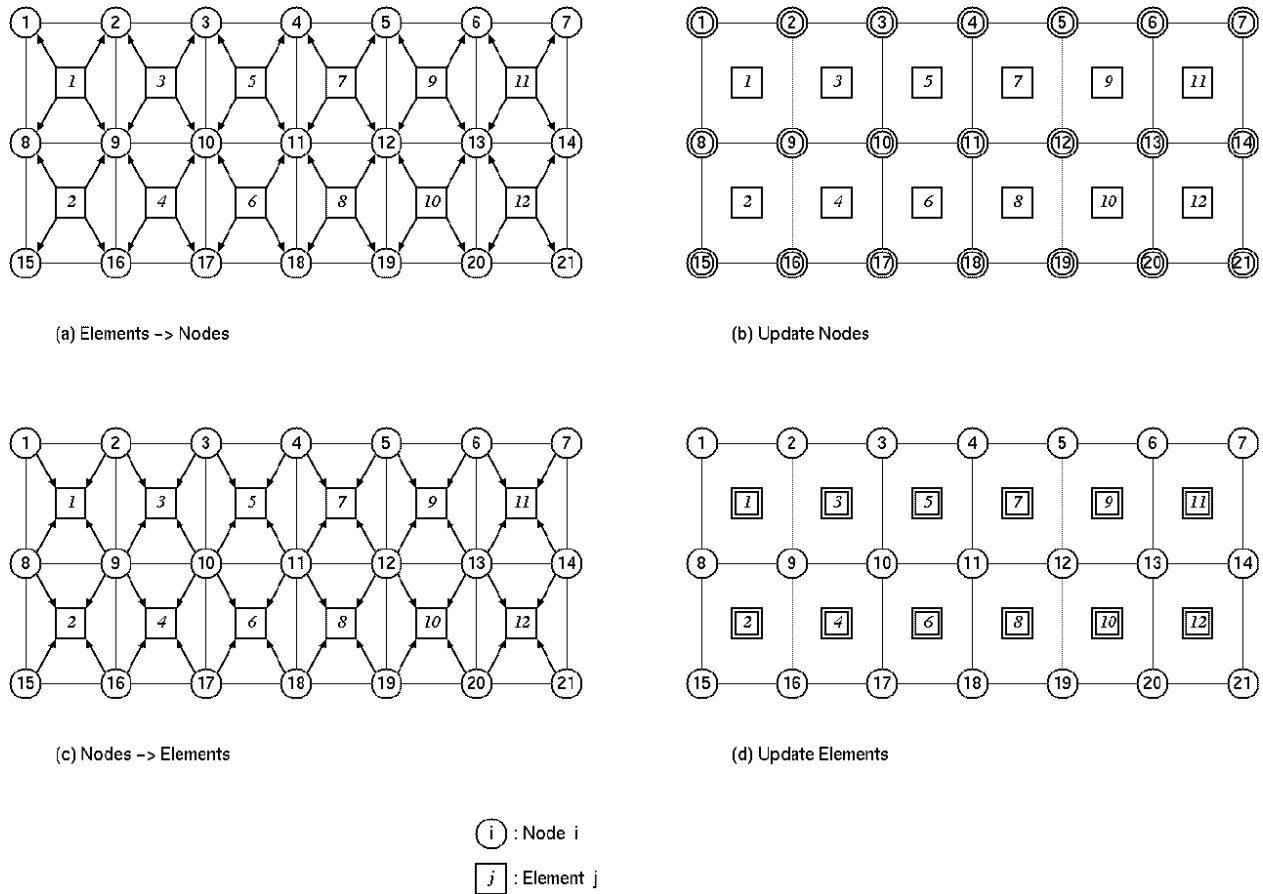 1 2 3 4 5 6 7
1 3 5 7 9 11
8 9 10 11 12 13 14
2 4 6 8 10 12
15 16 17 18 19 20 21
(a) Elements –> Nodes
1 2 3 4 5 6 7
1 3 5 7 9 11
8 9 10 11 12 13 14
2 4 6 8 10 12
15 16 17 18 19 20 21
(b) Update Nodes
1 2 3 4 5 6 7
1 3 5 7 9 11
8 9 10 11 12 13 14
2 4 6 8 10 12
15 16 17 18 19 20 21
(c) Nodes –> Elements
1 2 3 4 5 6 7
1 3 5 7 9 11
8 9 10 11 12 13 14
2 4 6 8 10 12
15 16 17 18 19 20 21
(d) Update Elements
i : Node i
j : Element j